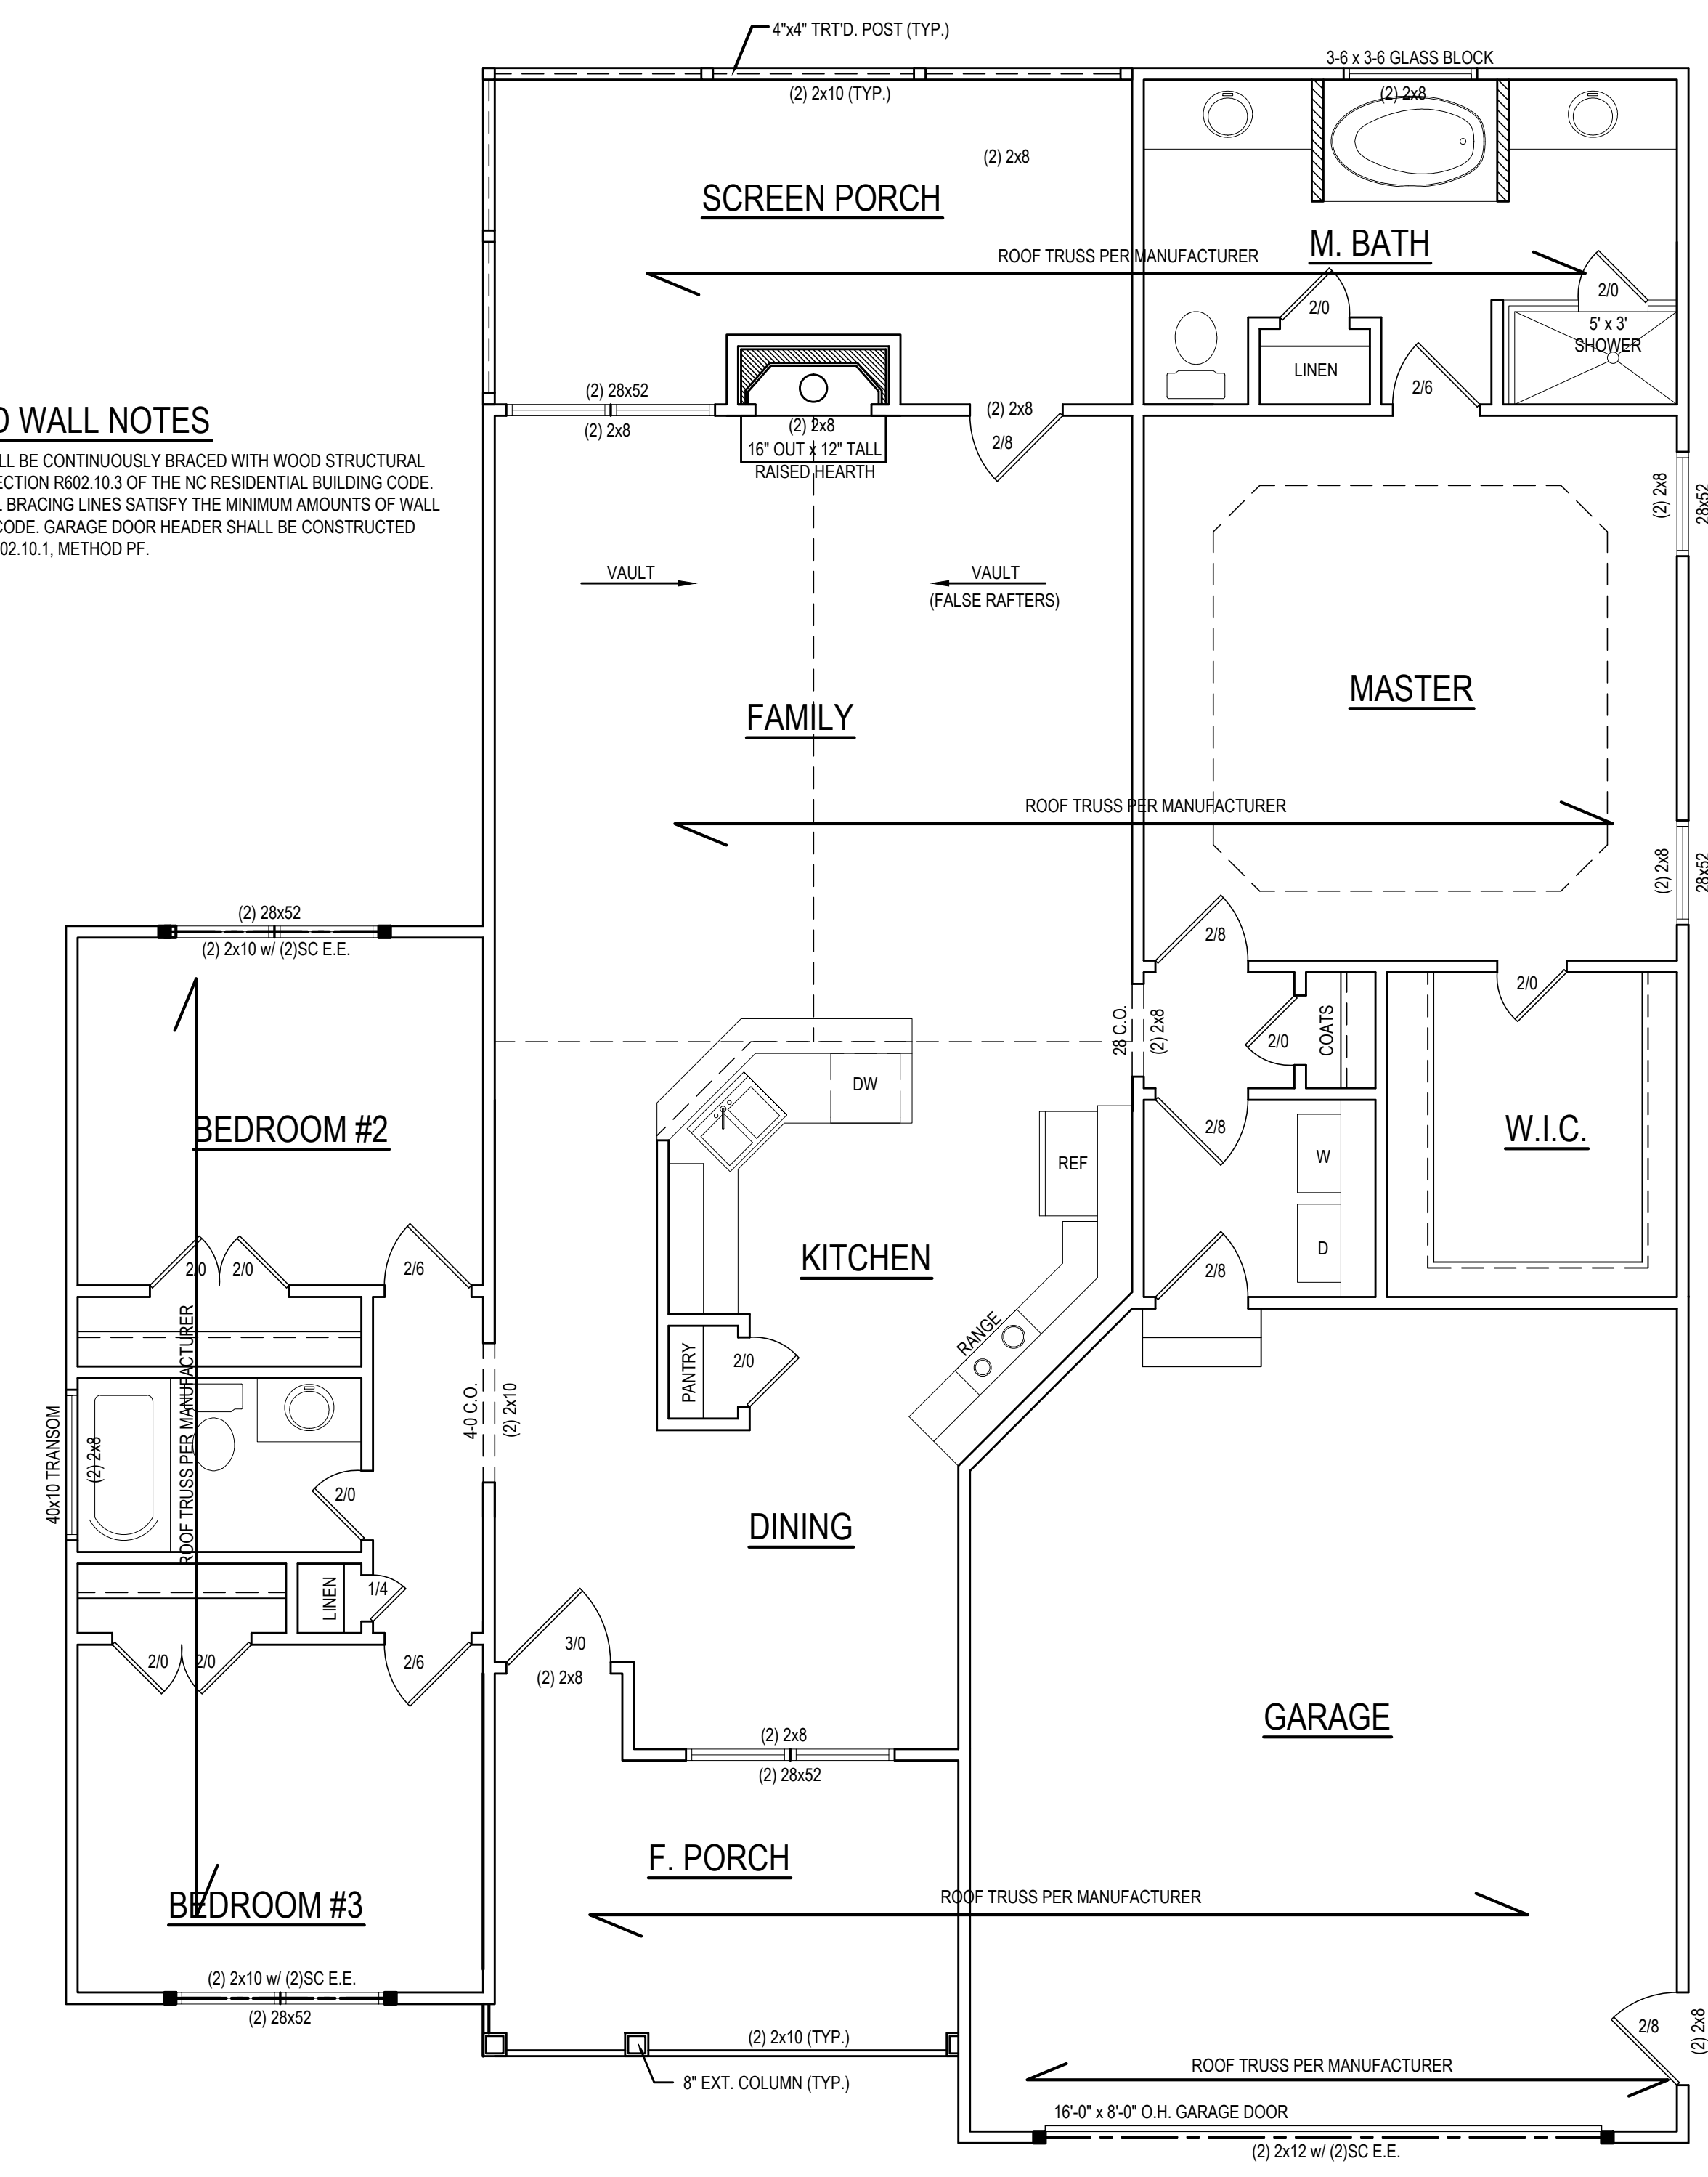 4"x4" TRT'D. POST (TYP.)
3-6 x 3-6 GLASS BLOCK
(2) 2x10 (TYP.)
(2) 2x8
(2) 2x8
SCREEN PORCH
M. BATH
ROOF TRUSS PER MANUFACTURER
2/0
2/0
5' x 3'
SHOWER
LINEN
2/6
(2) 28x52
(2) 2x8
(2) 2x8
(2) 2x8
2/8
16" OUT x 12" TALL
RAISED HEARTH
WALL NOTES
LL BE CONTINUOUSLY BRACED WITH WOOD STRUCTURAL
ECTION R602.10.3 OF THE NC RESIDENTIAL BUILDING CODE.
BRACING LINES SATISFY THE MINIMUM AMOUNTS OF WALL
CODE. GARAGE DOOR HEADER SHALL BE CONSTRUCTED
02.10.1, METHOD PF.
(2) 2x8
28x52
VAULT
VAULT
(FALSE RAFTERS)
FAMILY
MASTER
ROOF TRUSS PER MANUFACTURER
(2) 2x8
28x52
(2) 28x52
(2) 2x10 w/ (2)SC E.E.
2/8
2/0
28 C.O.
(2) 2x8
2/0
COATS
DW
BEDROOM #2
2/8
W.I.C.
REF
W
D
KITCHEN
2/0
2/0
2/6
2/8
ROOF TRUSS PER MANUFACTURER
RANGE
PANTRY
2/0
4-0 C.O.
(2) 2x10
40x10 TRANSOM
(2) 2x8
2/0
DINING
LINEN
1/4
2/0
2/0
2/6
3/0
(2) 2x8
GARAGE
(2) 2x8
(2) 28x52
F. PORCH
BEDROOM #3
ROOF TRUSS PER MANUFACTURER
(2) 2x10 w/ (2)SC E.E.
(2) 28x52
(2) 2x10 (TYP.)
8" EXT. COLUMN (TYP.)
2/8
(2) 2x8
ROOF TRUSS PER MANUFACTURER
16'-0" x 8'-0" O.H. GARAGE DOOR
(2) 2x12 w/ (2)SC E.E.